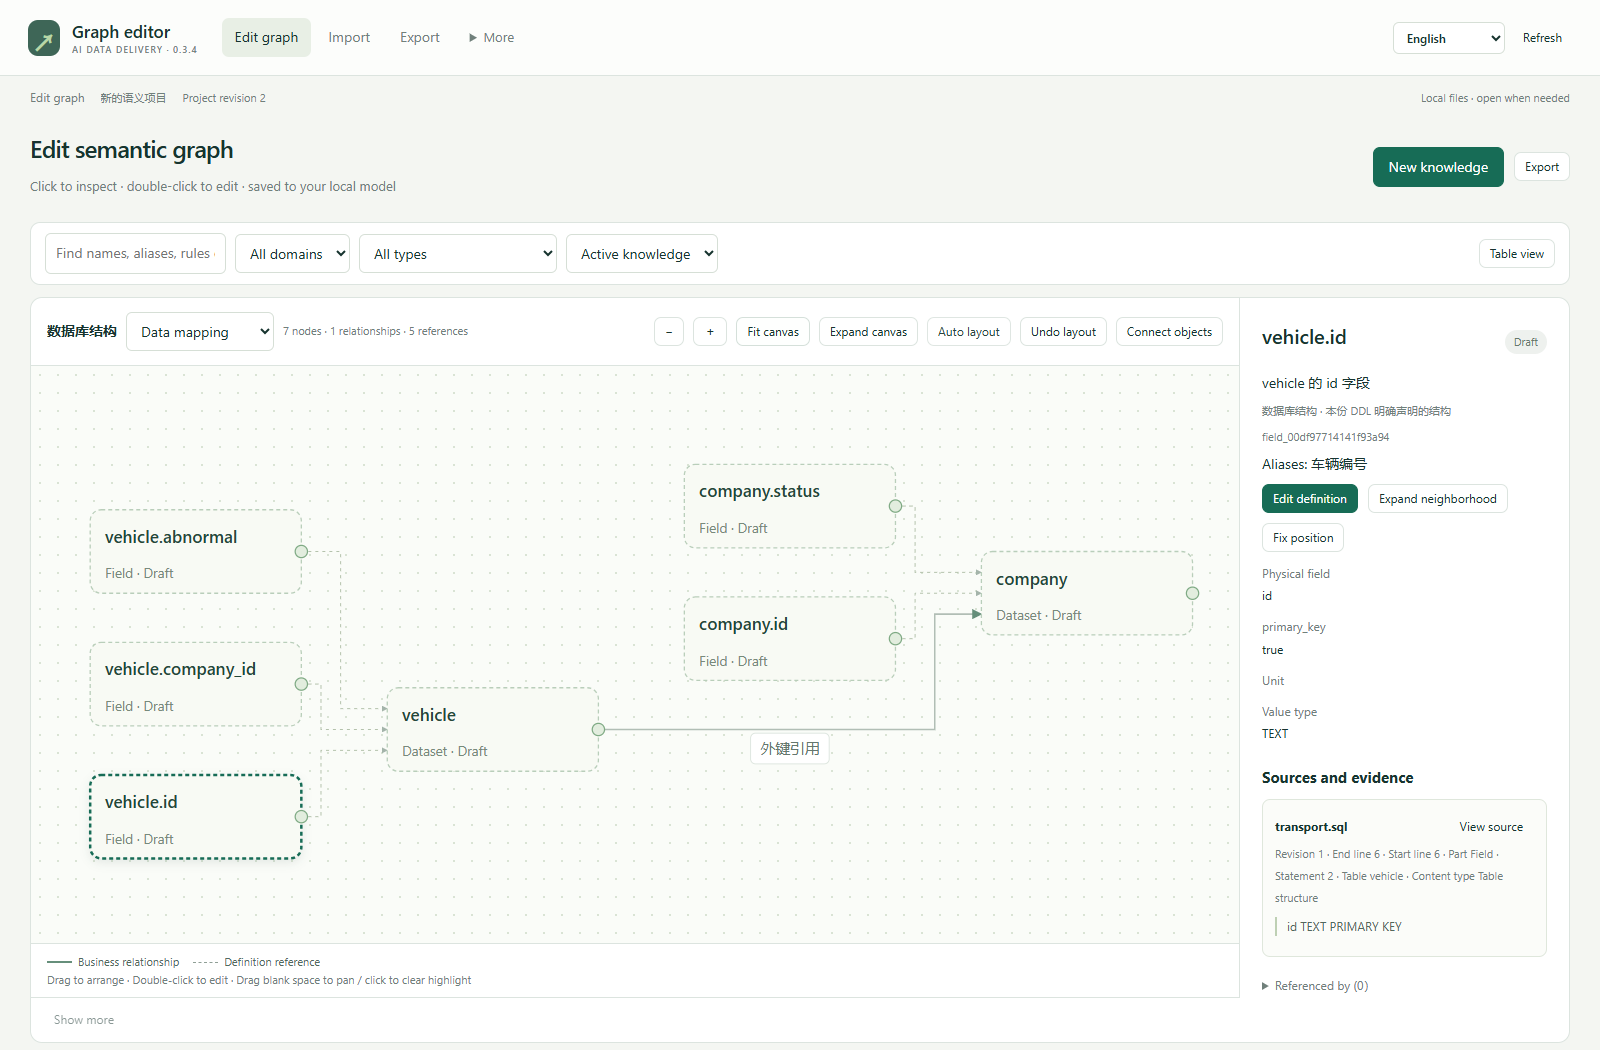 Graph editor
AI DATA DELIVERY · 0.3.4
Edit graph
Import
Export
More
English
Refresh
Edit graph
新的语义项目
Project revision 2
Local files · open when needed
Edit semantic graph
Click to inspect · double-click to edit · saved to your local model
New knowledge
Export
Find names, aliases, rules
All domains
All types
Active knowledge
Table view
数据库结构
Data mapping
7 nodes · 1 relationships · 5 references
−
+
Fit canvas
Expand canvas
Auto layout
Undo layout
Connect objects
company.status
Field · Draft
vehicle.abnormal
Field · Draft
company
Dataset · Draft
company.id
Field · Draft
vehicle.company_id
Field · Draft
vehicle
Dataset · Draft
外键引用
vehicle.id
Field · Draft
Business relationship
Definition reference
Drag to arrange · Double-click to edit · Drag blank space to pan / click to clear highlight
Show more
vehicle.id
Draft
vehicle 的 id 字段
数据库结构 · 本份 DDL 明确声明的结构
field_00df97714141f93a94
Aliases: 车辆编号
Edit definition
Expand neighborhood
Fix position
Physical field
id
primary_key
true
Unit
Value type
TEXT
Sources and evidence
transport.sql
View source
Revision 1 · End line 6 · Start line 6 · Part Field ·
Statement 2 · Table vehicle · Content type Table
structure
id TEXT PRIMARY KEY
Referenced by (0)